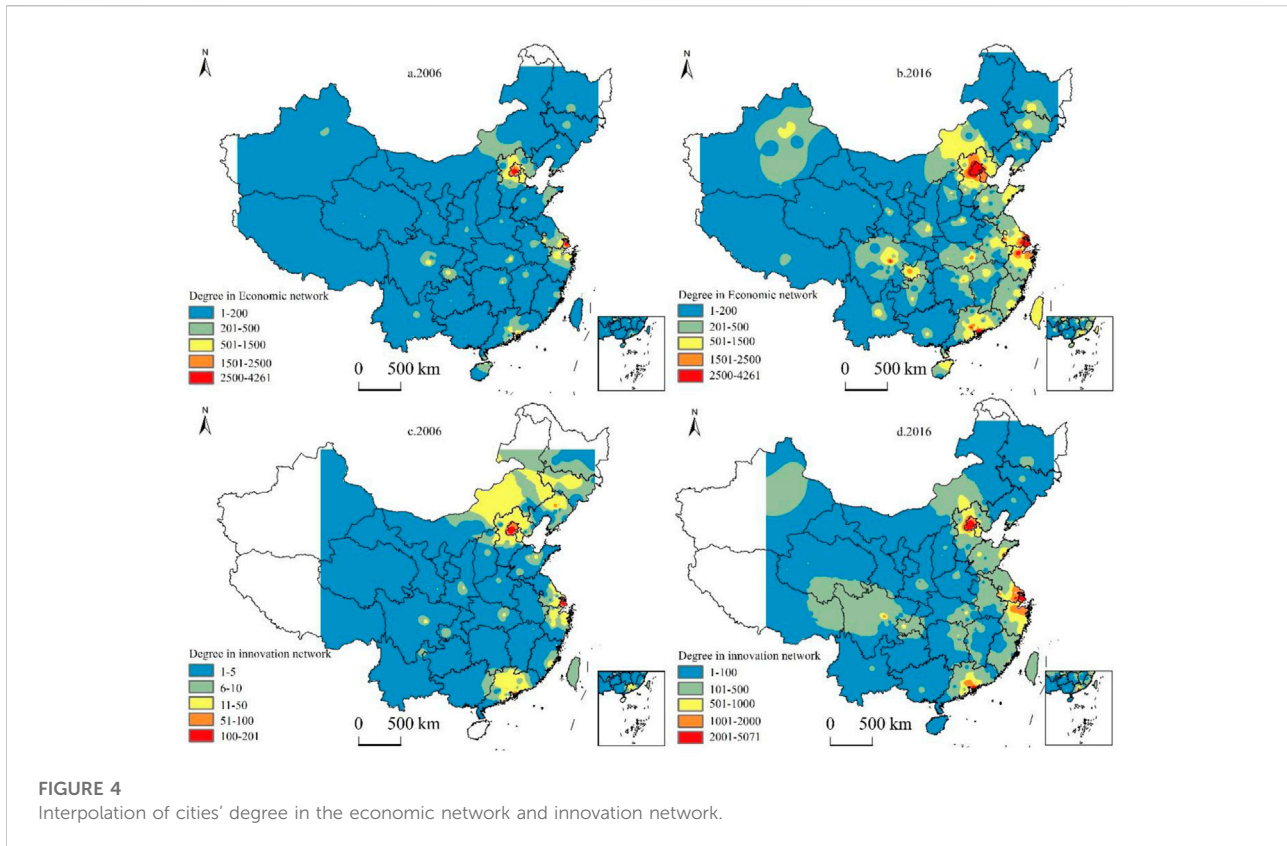 N
a.2006
Degree in Economic network
1-200
201-500
501-1500
1501-2500
2500-4261
0 500 km
N
b.2016
Degree in Economic network
1-200
201-500
501-1500
1501-2500
2500-4261
0 500 km
N
c.2006
Degree in innovation network
1-5
6-10
11-50
51-100
100-201
0 500 km
N
d.2016
Degree in innovation network
1-100
101-500
501-1000
1001-2000
2001-5071
0 500 km
FIGURE 4
Interpolation of cities’ degree in the economic network and innovation network.